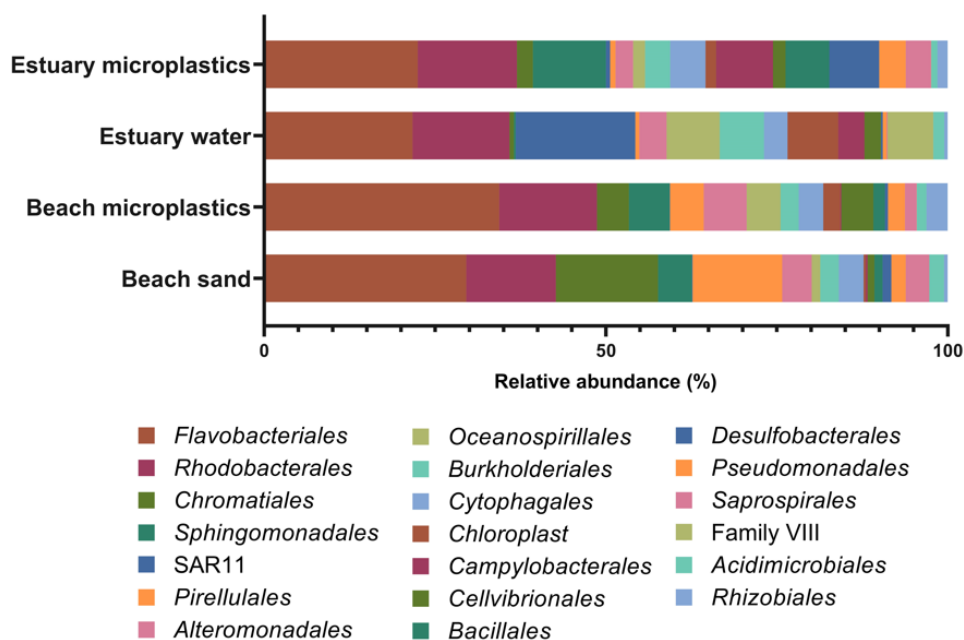 Estuary microplastics
Estuary water
Beach microplastics
Beach sand
0
50
100
Relative abundance (%)
Flavobacteriales
Rhodobacterales
Chromatiales
Sphingomonadales
SAR11
Pirellulales
Alteromonadales
Oceanospirillales
Burkholderiales
Cytophagales
Chloroplast
Campylobacterales
Cellvibrionales
Bacillales
Desulfobacterales
Pseudomonadales
Saprospirales
Family VIII
Acidimicrobiales
Rhizobiales